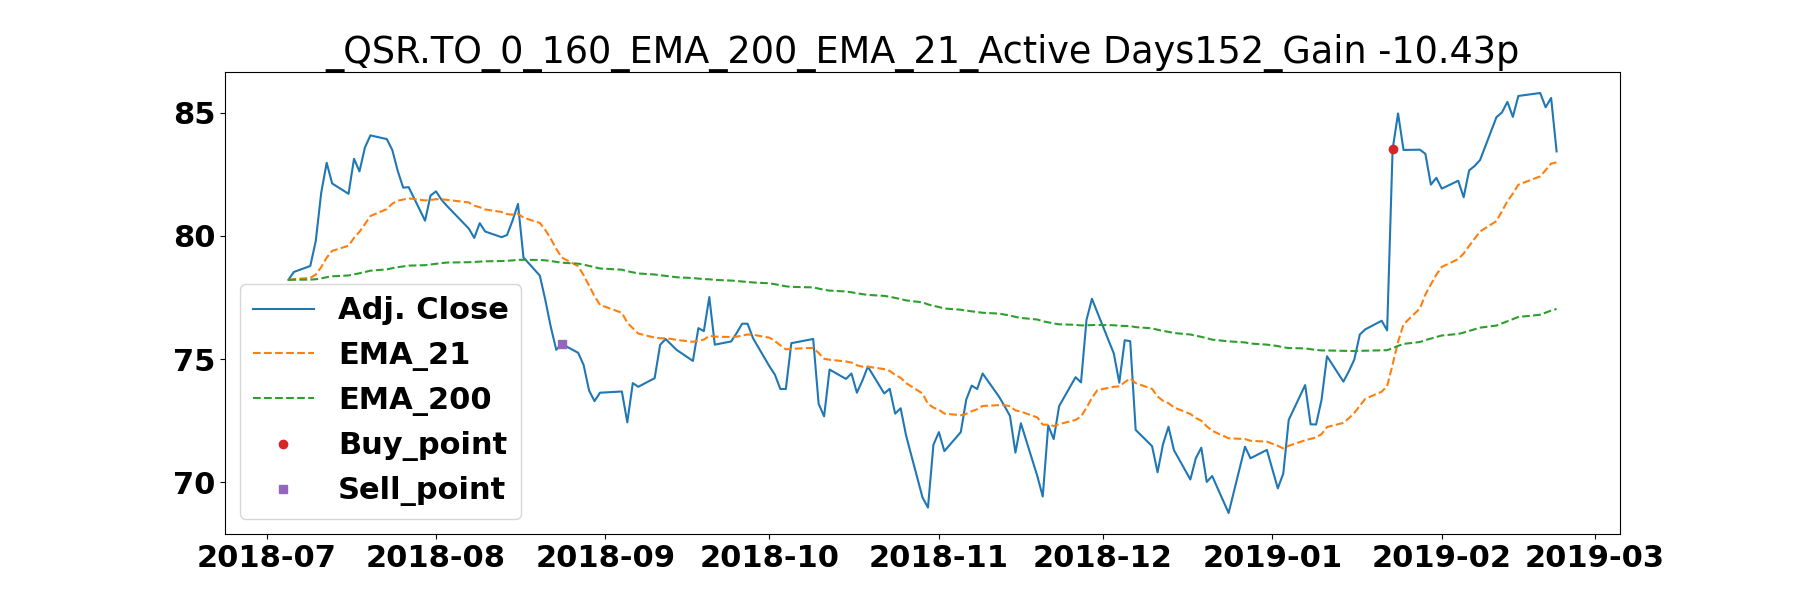 _QSR.TO_0_160_EMA_200_EMA_21_Active Days152_Gain -10.43p
85
80
75
70
Adj. Close
EMA_21
EMA_200
Buy_point
Sell_point
2018-07 2018-08 2018-09 2018-10 2018-11 2018-12 2019-01 2019-02 2019-03